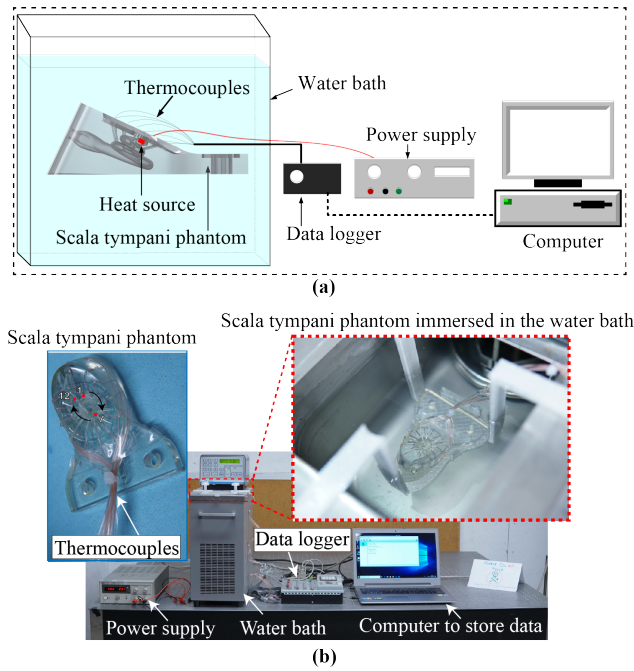 Thermocouples
Water bath
Power supply
Heat source
Scala tympani phantom
Data logger
Computer
(a)
Scala tympani phantom immersed in the water bath
Scala tympani phantom
12
1
Thermocouples
Data logger
Power supply
Water bath
Computer to store data
(b)